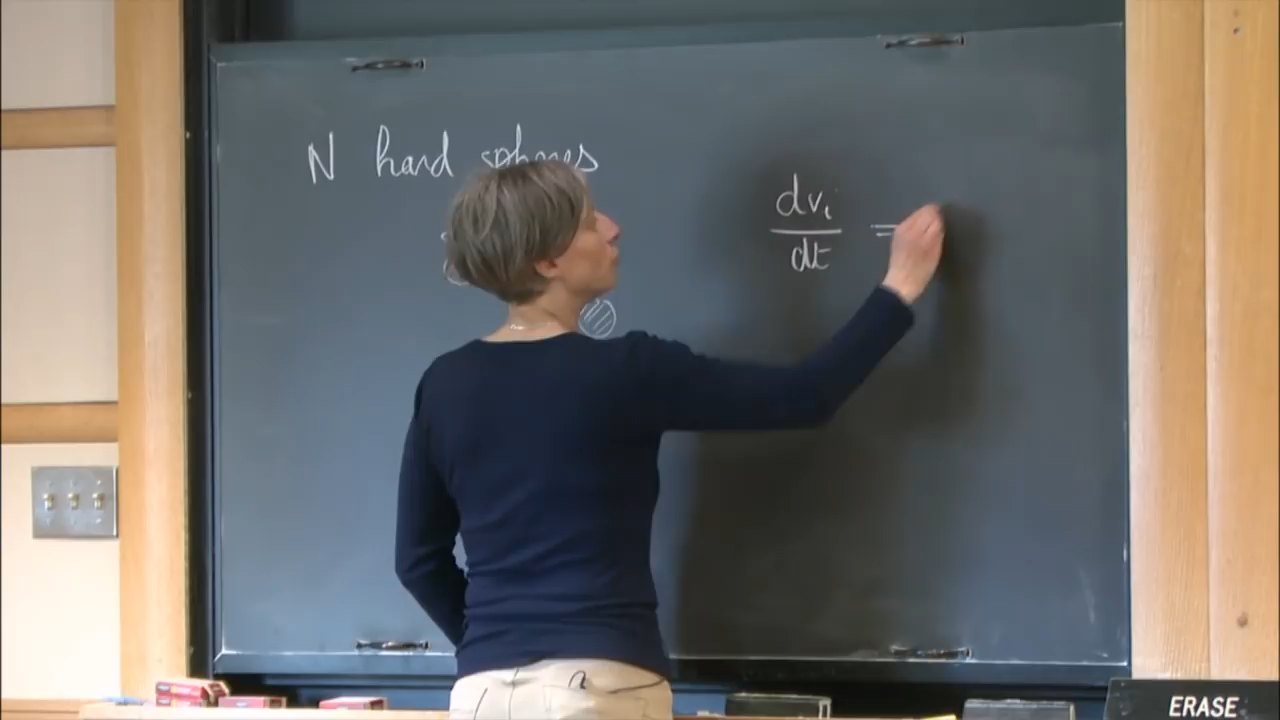 N hard spheres
dvᵢ
dt =
ERASE